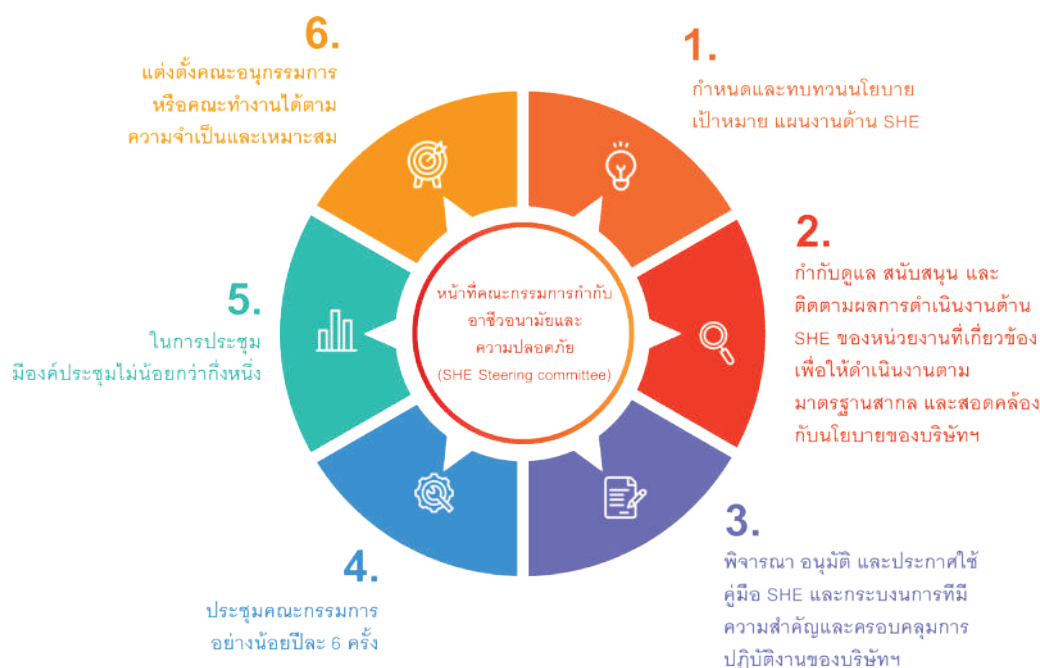 หน้าที่คณะกรรมการกำกับ
อาชีวอนามัยและ
ความปลอดภัย
(SHE Steering committee)
1.
กำหนดและทบทวนนโยบาย
เป้าหมาย แผนงานด้าน SHE
2.
กำกับดูแล สนับสนุน และ
ติดตามผลการดำเนินงานด้าน
SHE ของหน่วยงานที่เกี่ยวข้อง
เพื่อให้ดำเนินงานตาม
มาตรฐานสากล และสอดคล้อง
กับนโยบายของบริษัทฯ
3.
พิจารณา อนุมัติ และประกาศใช้
คู่มือ SHE และกระบงนการทีมี
ความสำคัญและครอบคลุมการ
ปฏิบัติงานของบริษัทฯ
4.
ประชุมคณะกรรมการ
อย่างน้อยปีละ 6 ครั้ง
5.
ในการประชุม
มีองค์ประชุมไม่น้อยกว่ากึ่งหนึ่ง
6.
แต่งตั้งคณะอนุกรรมการ
หรือคณะทำงานได้ตาม
ความจำเป็นและเหมาะสม